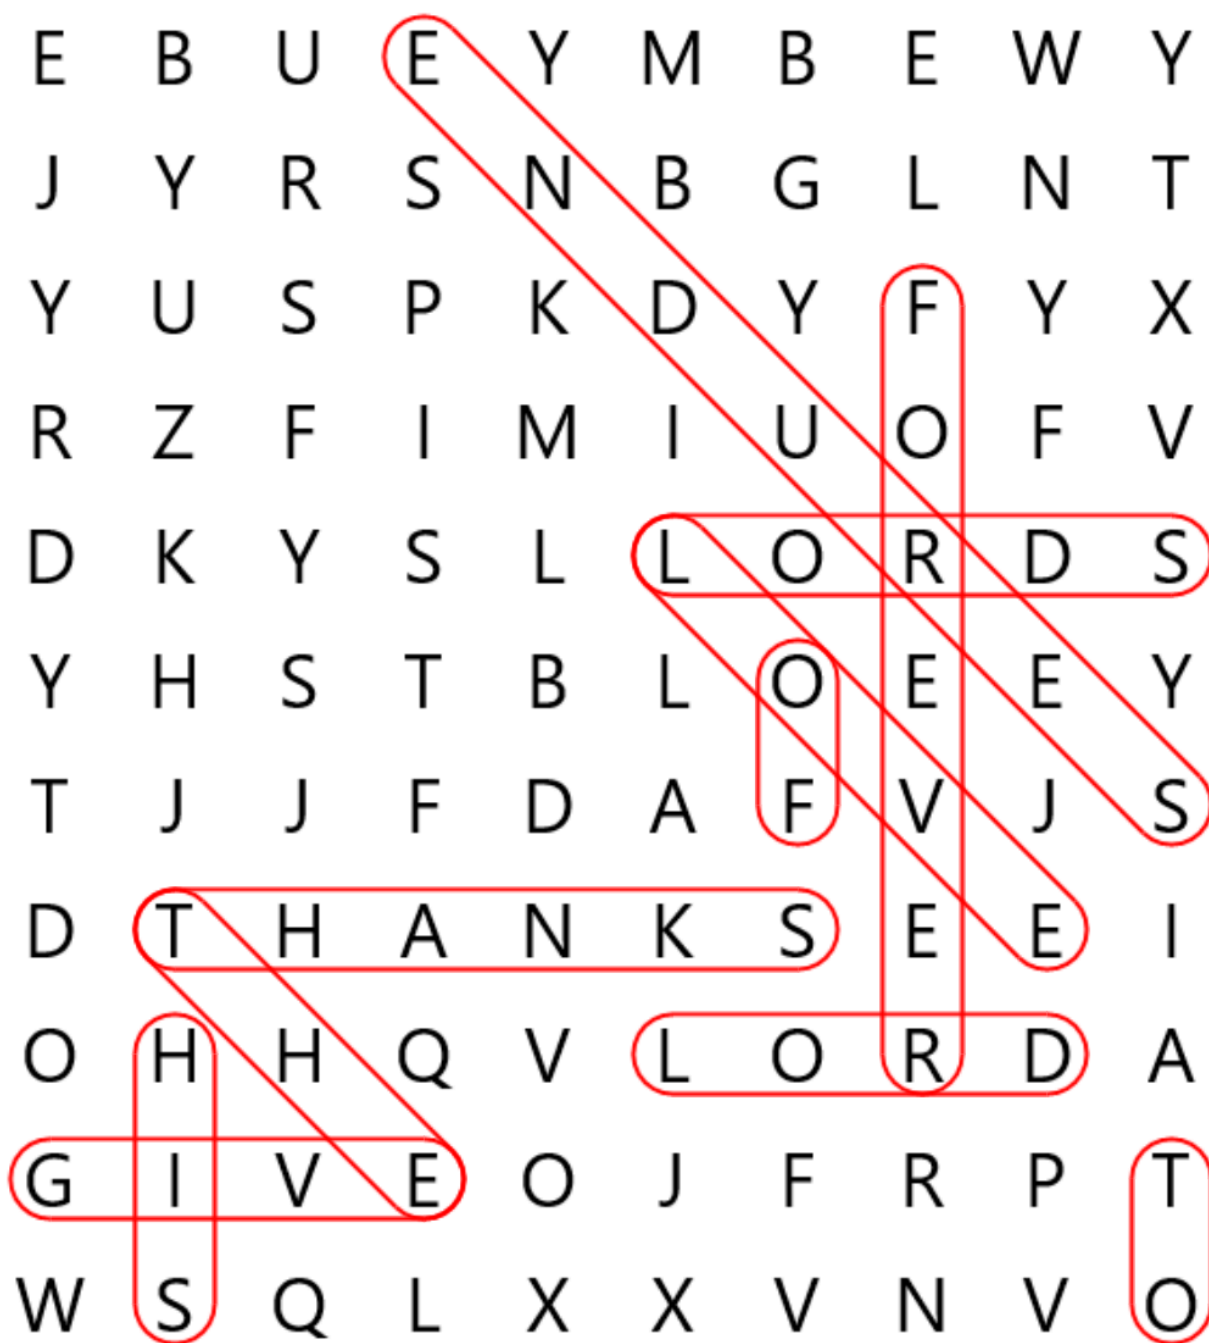 E B U E Y M B E W Y
J Y R S N B G L N T
Y U S P K D Y F Y X
R Z F I M I U O F V
D K Y S L L O R D S
Y H S T B L O E E Y
T J J F D A F V J S
D T H A N K S E E I
O H H Q V L O R D A
G I V E O J F R P T
W S Q L X X V N V O